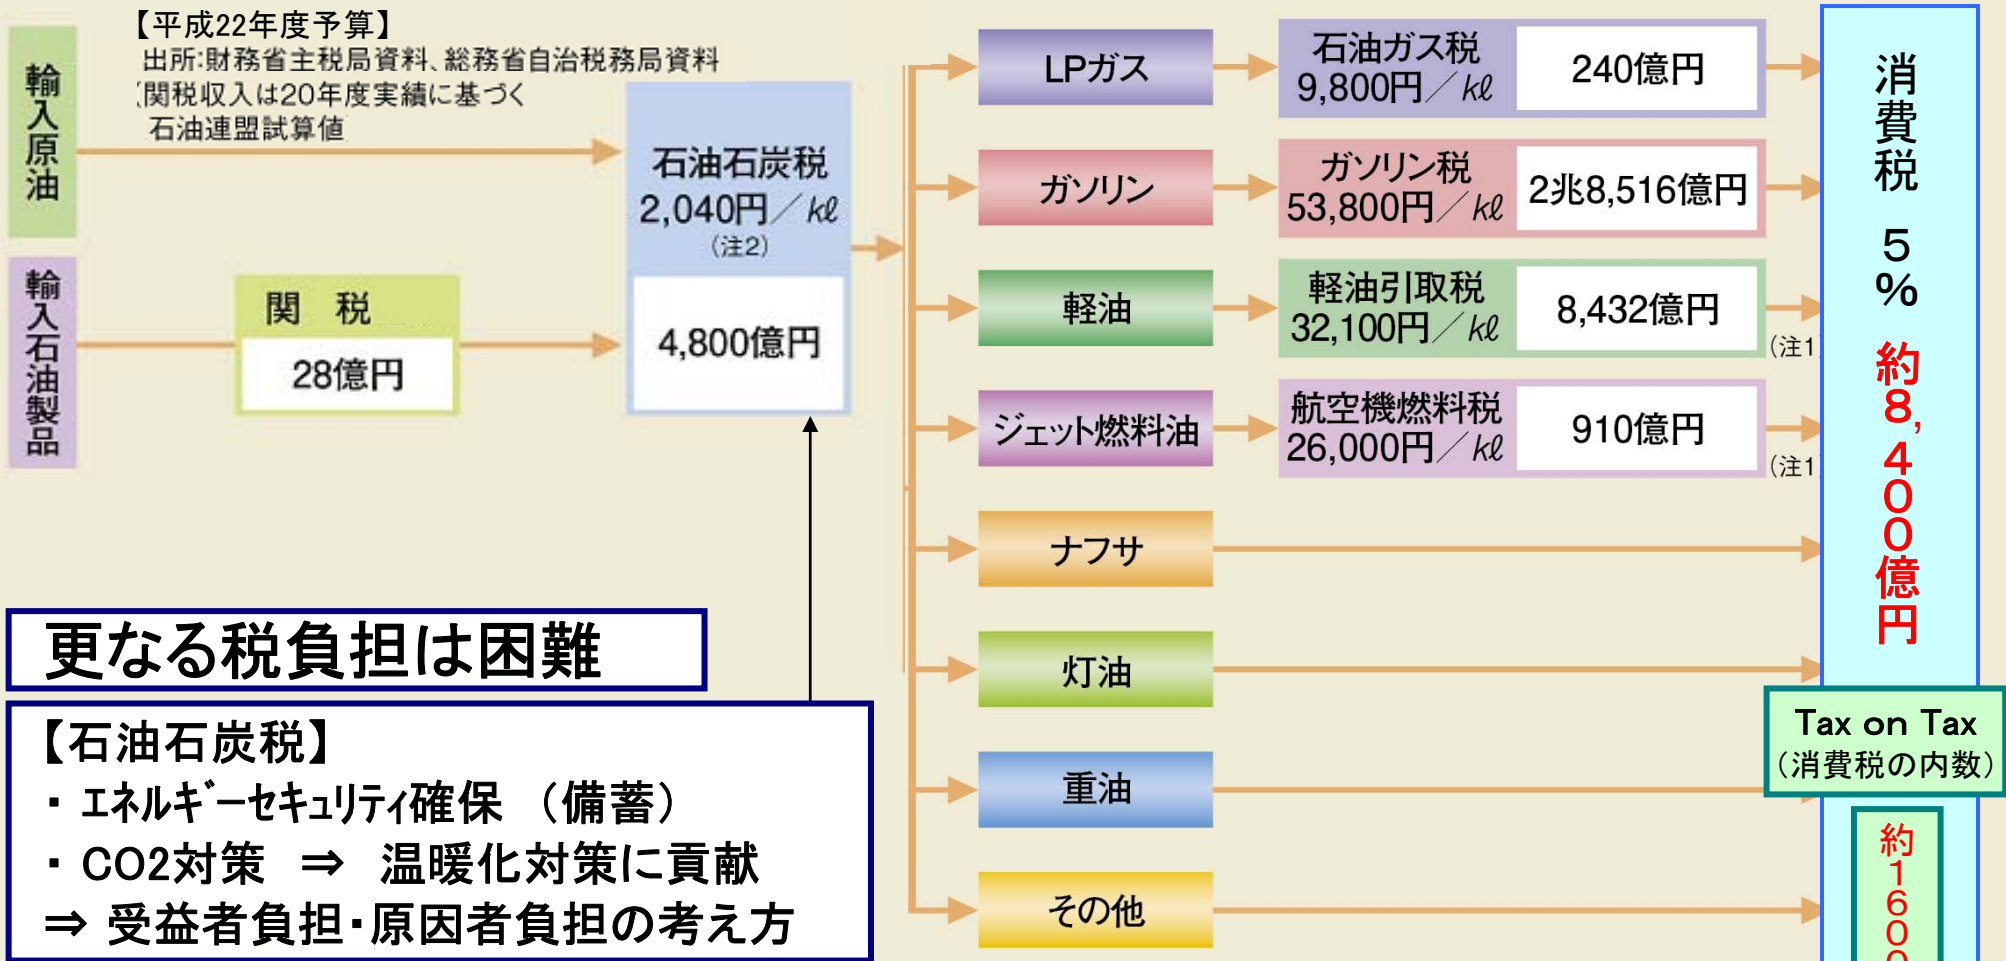 【平成22年度予算】
出所:財務省主税局資料、総務省自治税務局資料
(関税収入は20年度実績に基づく
石油連盟試算値
輸入原油
輸入石油製品
関 税
28億円
石油石炭税
2,040円/kℓ
(注2)
4,800億円
LPガス
石油ガス税
9,800円/kℓ
240億円
ガソリン
ガソリン税
53,800円/kℓ
2兆8,516億円
軽油
軽油引取税
32,100円/kℓ
8,432億円
(注1
ジェット燃料油
航空機燃料税
26,000円/kℓ
910億円
(注1
ナフサ
灯油
重油
その他
消費税 5% 約8,400億円
Tax on Tax
(消費税の内数)
約160
更なる税負担は困難
【石油石炭税】
・エネルギーセキュリティ確保 (備蓄)
・CO2対策 ⇒ 温暖化対策に貢献
⇒ 受益者負担・原因者負担の考え方